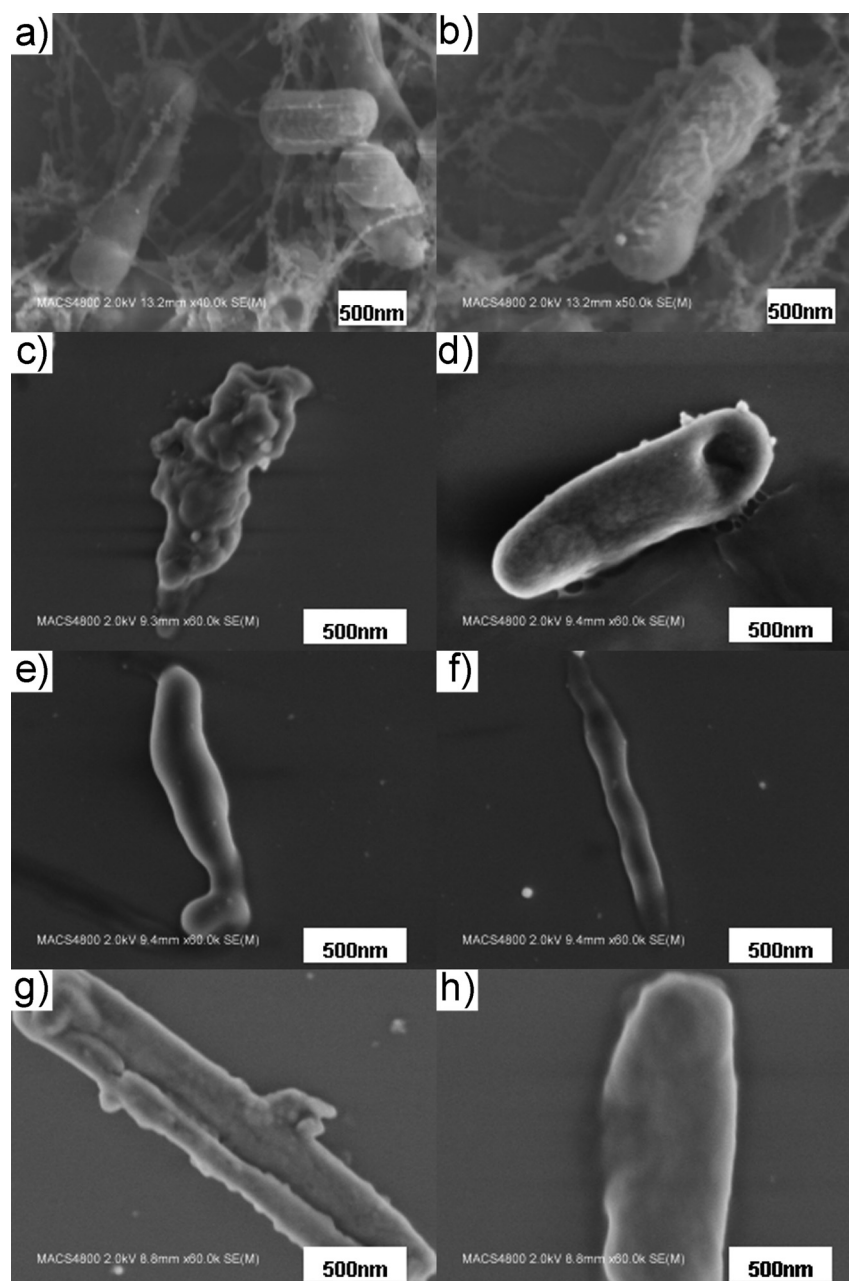 a)
b)
MACS4800 2.0kV 13.2mm x40.0k SE(M)
500nm
MACS4800 2.0kV 13.2mm x50.0k SE(M)
500nm
c)
d)
MACS4800 2.0kV 9.3mm x60.0k SE(M)
500nm
MACS4800 2.0kV 9.4mm x60.0k SE(M)
500nm
e)
f)
MACS4800 2.0kV 9.4mm x60.0k SE(M)
500nm
MACS4800 2.0kV 9.4mm x60.0k SE(M)
500nm
g)
h)
MACS4800 2.0kV 8.8mm x60.0k SE(M)
500nm
MACS4800 2.0kV 8.8mm x60.0k SE(M)
500nm